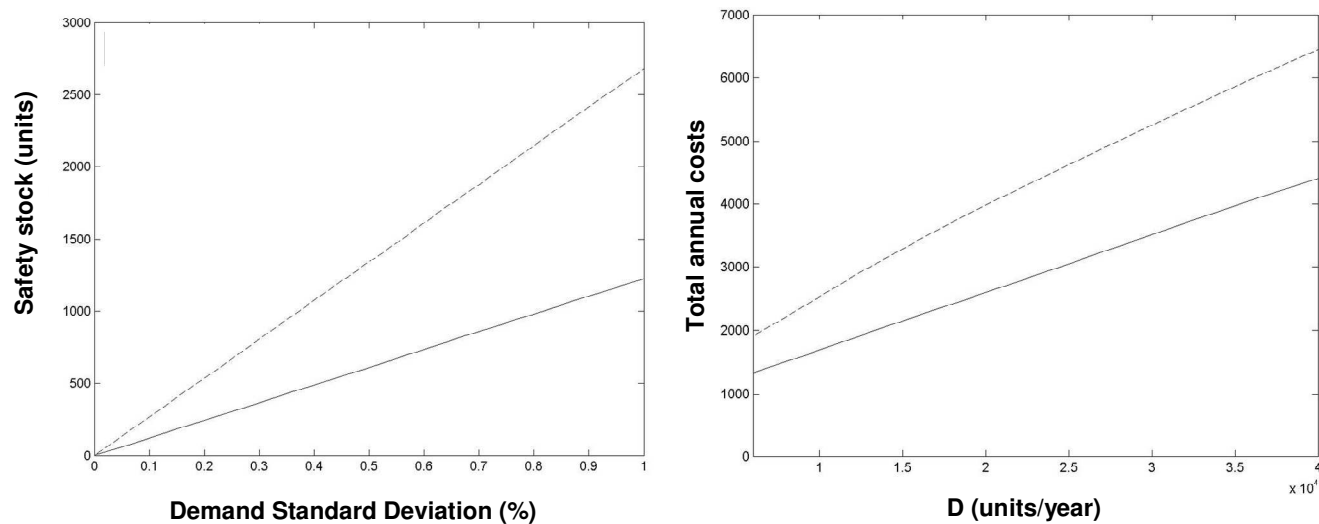 Safety stock (units)
3000
2500
2000
1500
1000
500
0
0 0.1 0.2 0.3 0.4 0.5 0.6 0.7 0.8 0.9 1
Demand Standard Deviation (%)
Total annual costs
7000
6000
5000
4000
3000
2000
1000
0
1 1.5 2 2.5 3 3.5 4
x 10⁴
D (units/year)